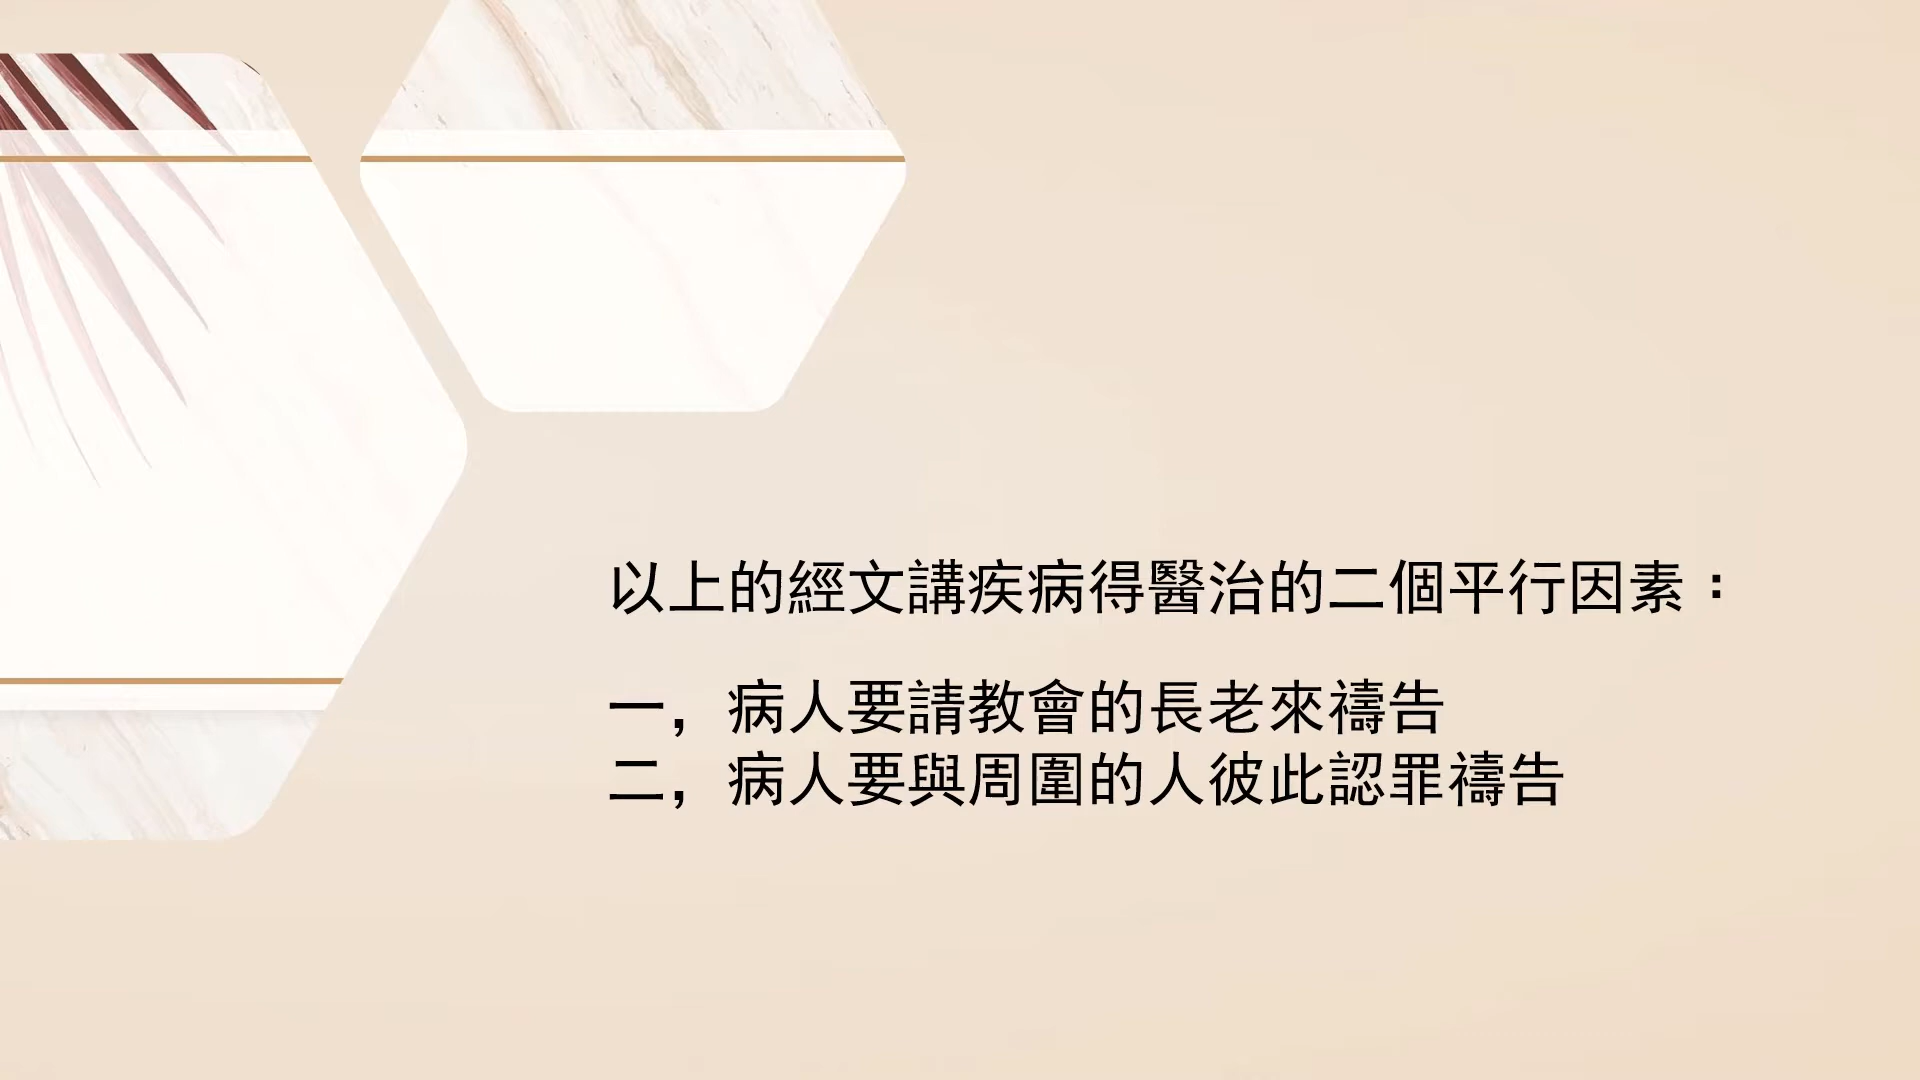 以上的經文講疾病得醫治的二個平行因素：
一，病人要請教會的長老來禱告
二，病人要與周圍的人彼此認罪禱告